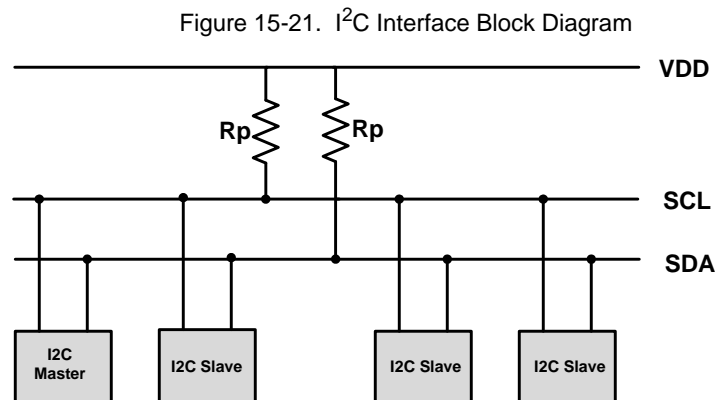 Figure 15-21. I²C Interface Block Diagram
VDD
Rp
Rp
SCL
SDA
I2C
Master
I2C Slave
I2C Slave
I2C Slave